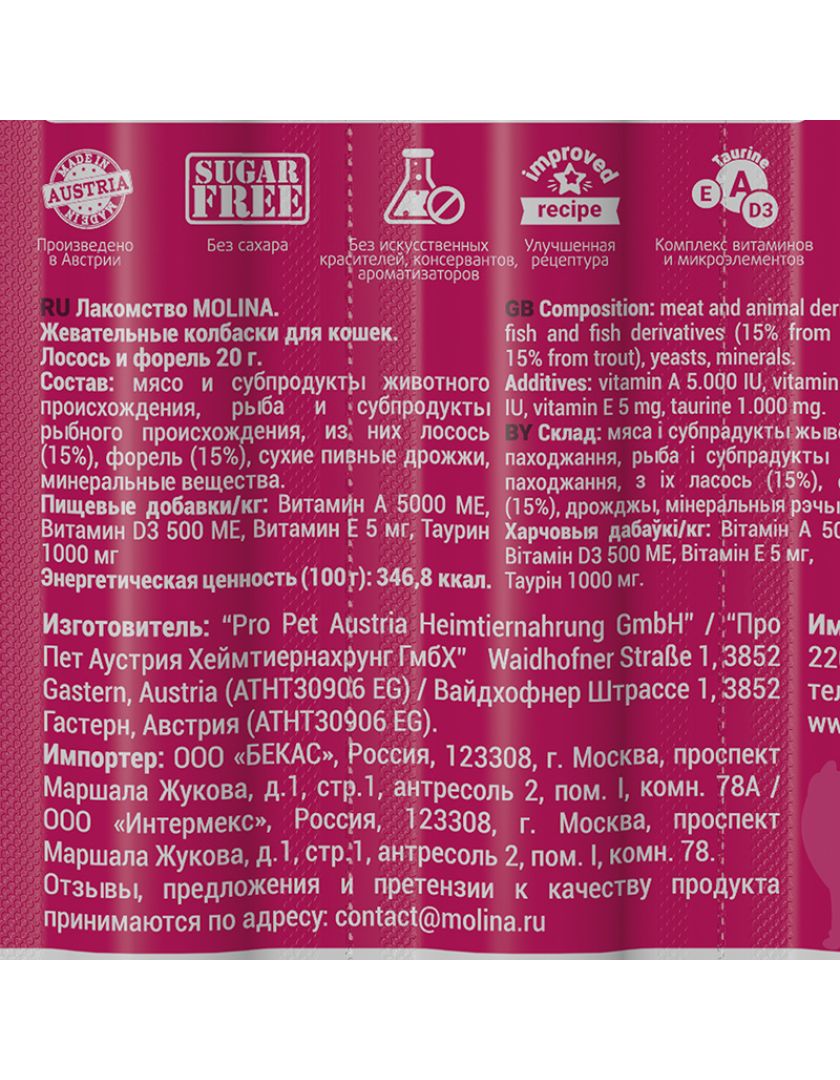 MADE IN
AUSTRIA
MADE IN
Произведено
в Австрии
SUGAR
FREE
Без сахара
Без искусственных
красителей, консервантов,
ароматизаторов
improved
recipe
Улучшенная
рецептура
Taurine
E A D3
Комплекс витаминов
и микроэлементов
RU Лакомство MOLINA.
Жевательные колбаски для кошек.
Лосось и форель 20 г.
Состав: мясо и субпродукты животного
происхождения, рыба и субпродукты
рыбного происхождения, из них лосось
(15%), форель (15%), сухие пивные дрожжи,
минеральные вещества.
Пищевые добавки/кг: Витамин А 5000 МЕ,
Витамин D3 500 МЕ, Витамин Е 5 мг, Таурин
1000 мг
Энергетическая ценность (100 г): 346,8 ккал.
GB Composition: meat and animal der
fish and fish derivatives (15% from
15% from trout), yeasts, minerals.
Additives: vitamin A 5.000 IU, vitamin
IU, vitamin E 5 mg, taurine 1.000 mg.
BY Склад: мяса і субпрадукты жыв
паходжання, рыба і субпрадукты
паходжання, з іх ласось (15%),
(15%), дрожджы, мінеральныя рэчы
Харчовыя дабаўкі/кг: Вітамін А 50
Вітамін D3 500 МЕ, Вітамін Е 5 мг,
Таурін 1000 мг.
Изготовитель: “Pro Pet Austria Heimtiernahrung GmbH” / “Про
Пет Аустрия Хеймтиернахрунг ГмбХ” Waidhofner Straße 1, 3852
Gastern, Austria (ATHT30906 EG) / Вайдхофнер Штрассе 1, 3852
Гастерн, Австрия (ATHT30906 EG).
Импортер: ООО «БЕКАС», Россия, 123308, г. Москва, проспект
Маршала Жукова, д.1, стр.1, антресоль 2, пом. I, комн. 78А /
ООО «Интермекс», Россия, 123308, г. Москва, проспект
Маршала Жукова, д.1, стр.1, антресоль 2, пом. I, комн. 78.
Отзывы, предложения и претензии к качеству продукта
принимаются по адресу: contact@molina.ru
Им
22
тел
ww